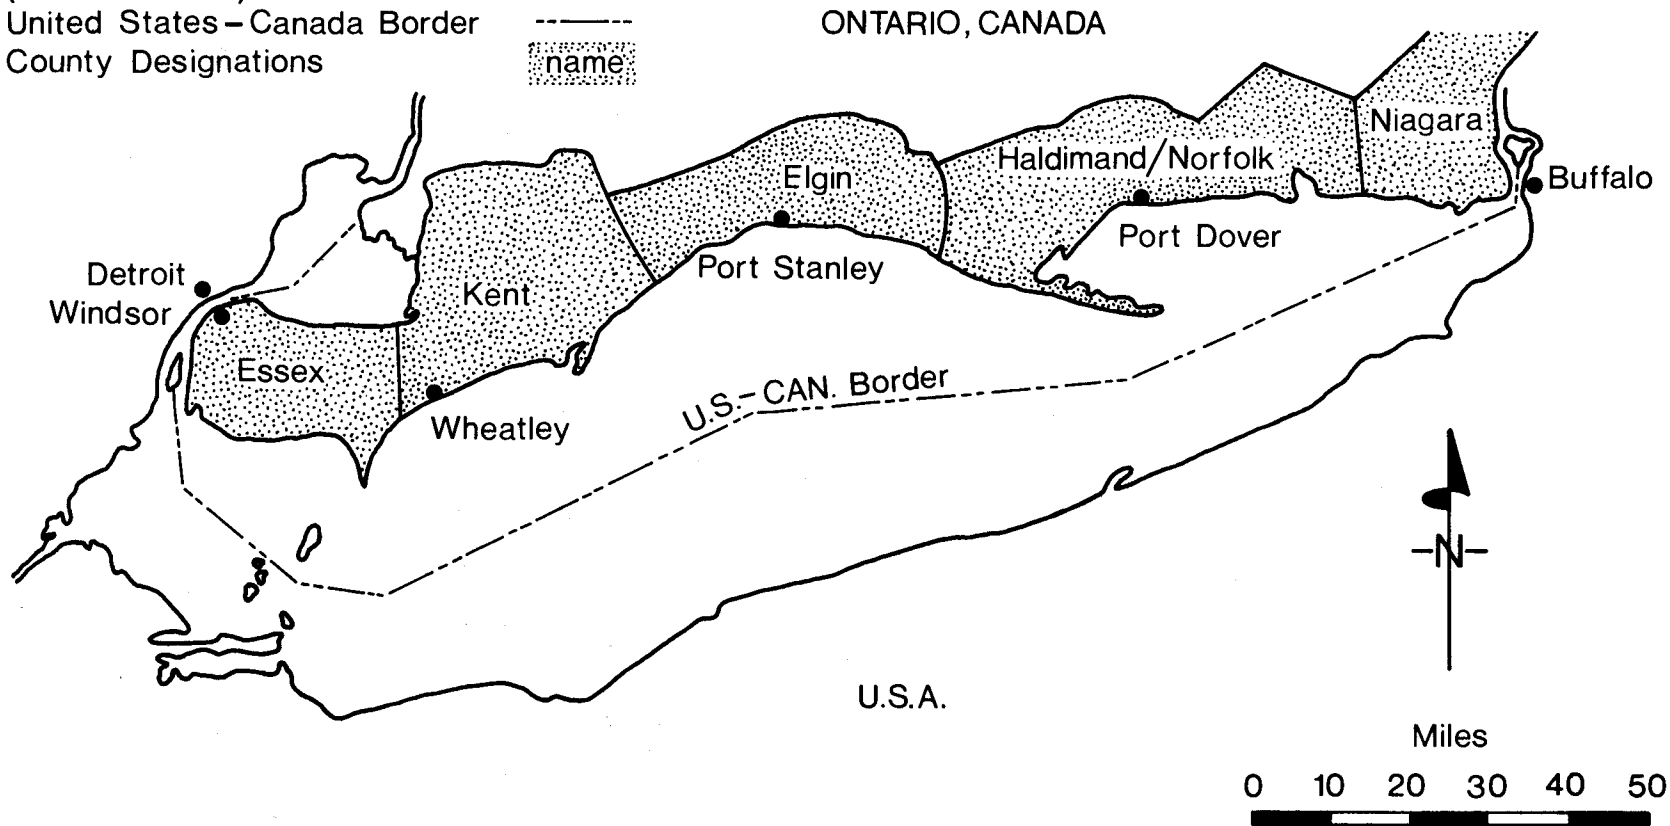 United States – Canada Border
County Designations
name
ONTARIO, CANADA
Niagara
Haldimand/Norfolk
Elgin
Buffalo
Port Dover
Port Stanley
Detroit
Windsor
Kent
Essex
U.S.–CAN. Border
Wheatley
-N-
U.S.A.
Miles
0 10 20 30 40 50